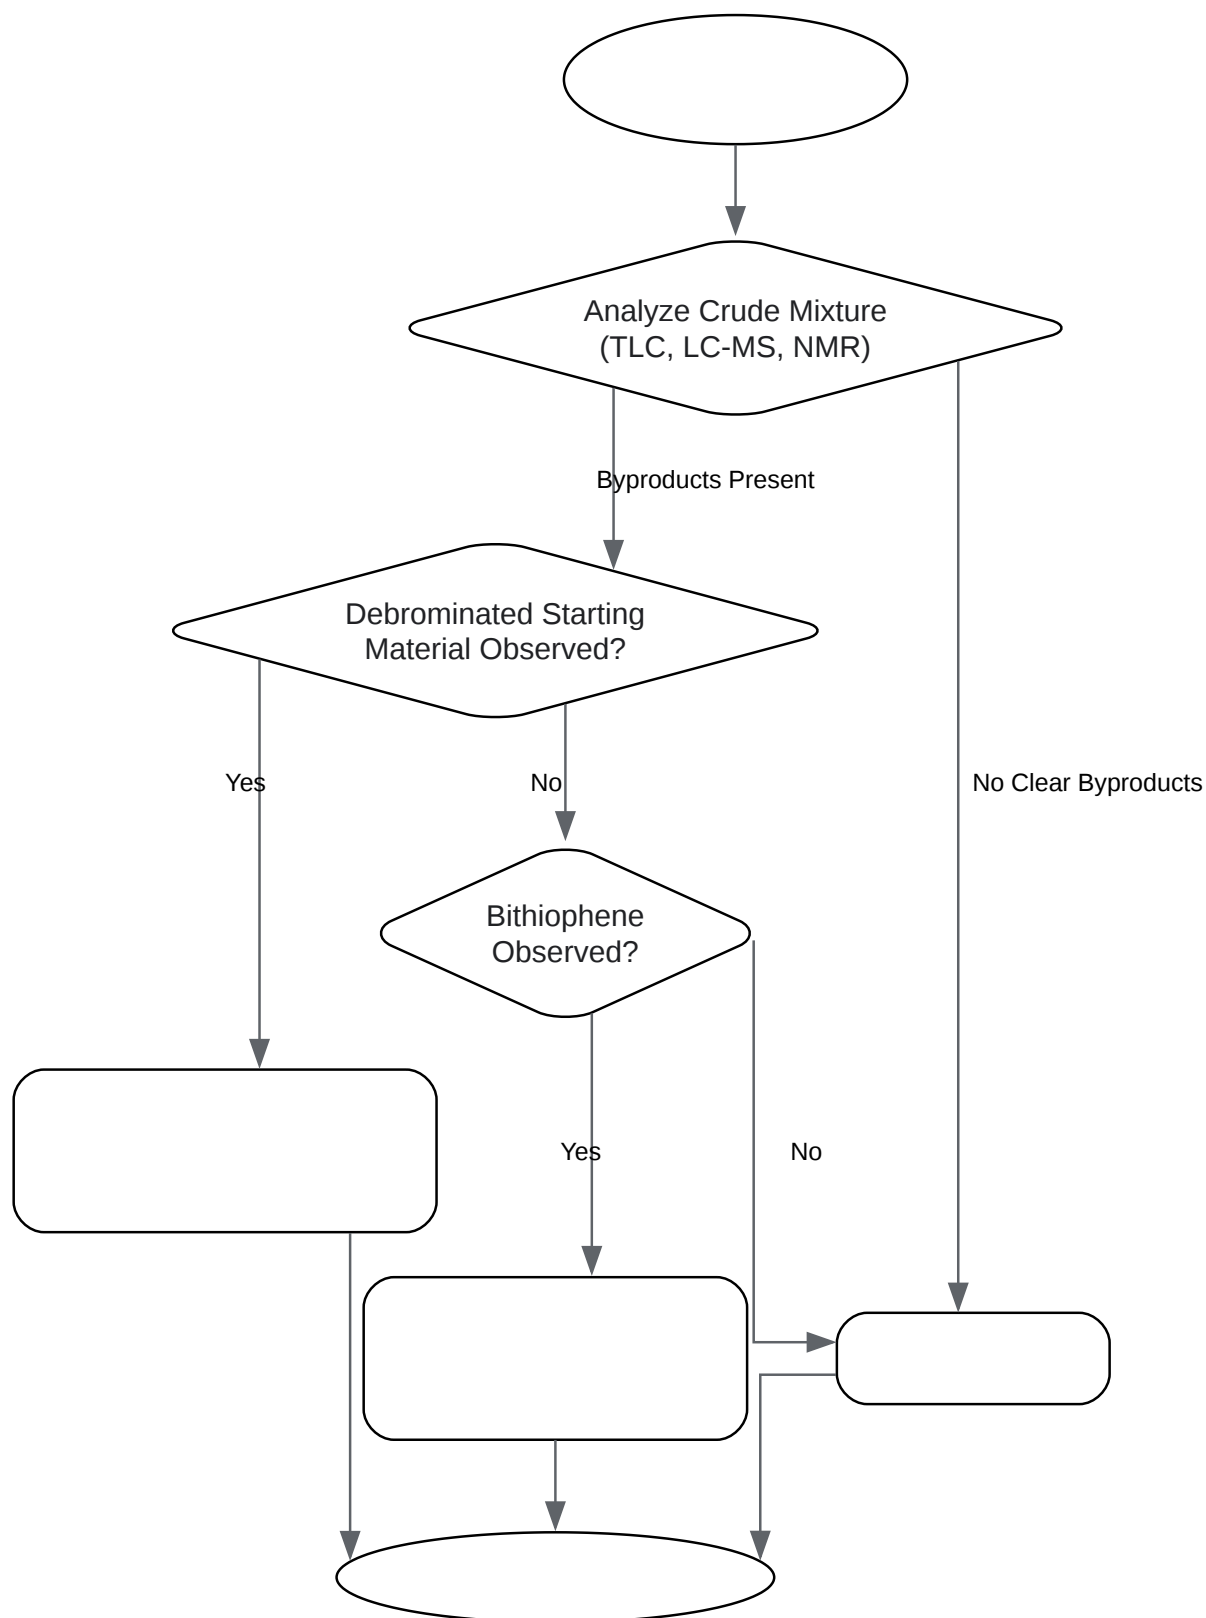 Analyze Crude Mixture
(TLC, LC-MS, NMR)
Byproducts Present
Debrominated Starting
Material Observed?
Yes
No
No Clear Byproducts
Bithiophene
Observed?
Yes
No